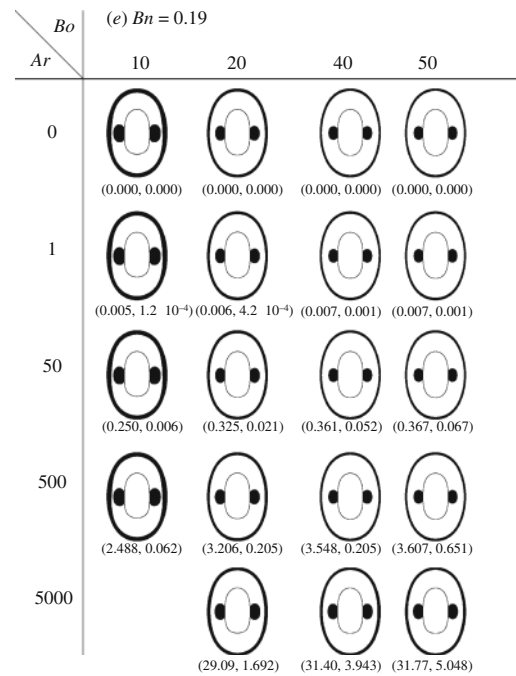 Bo
(e) Bn = 0.19
Ar
10 20 40 50
0
(0.000, 0.000) (0.000, 0.000) (0.000, 0.000) (0.000, 0.000)
1
(0.005, 1.2 10⁻⁴) (0.006, 4.2 10⁻⁴) (0.007, 0.001) (0.007, 0.001)
50
(0.250, 0.006) (0.325, 0.021) (0.361, 0.052) (0.367, 0.067)
500
(2.488, 0.062) (3.206, 0.205) (3.548, 0.205) (3.607, 0.651)
5000
(29.09, 1.692) (31.40, 3.943) (31.77, 5.048)